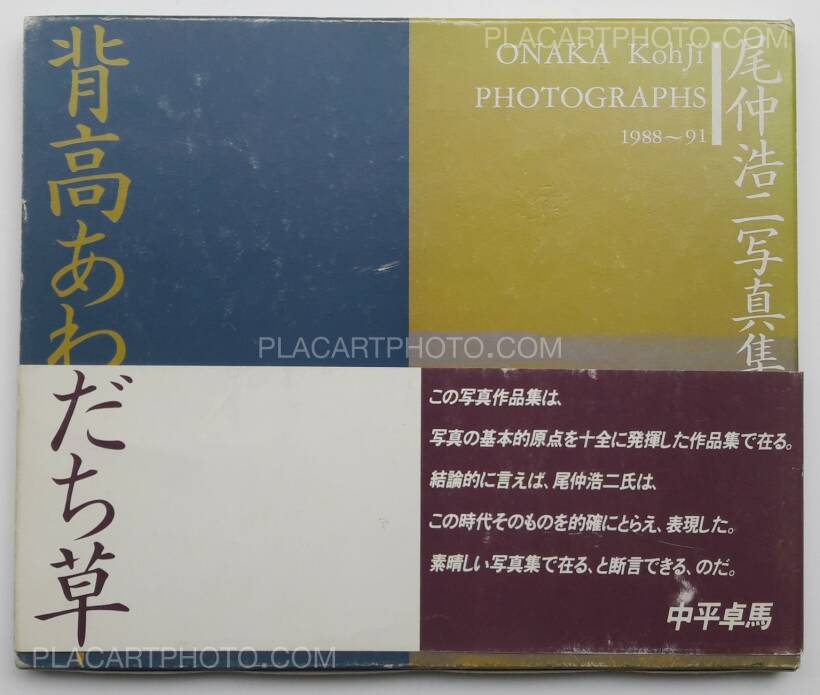 PLACARTPHOTO.COM
背高あわだち草
ONAKA KohJi
PHOTOGRAPHS
1988~91
尾仲浩二写真集
PLACARTPHOTO.COM
この写真作品集は、
写真の基本的原点を十全に発揮した作品集で在る。
結論的に言えば、尾仲浩二氏は、
この時代そのものを的確にとらえ、表現した。
素晴しい写真集で在る、と断言できる、のだ。
中平卓馬
PLACARTPHOTO.COM